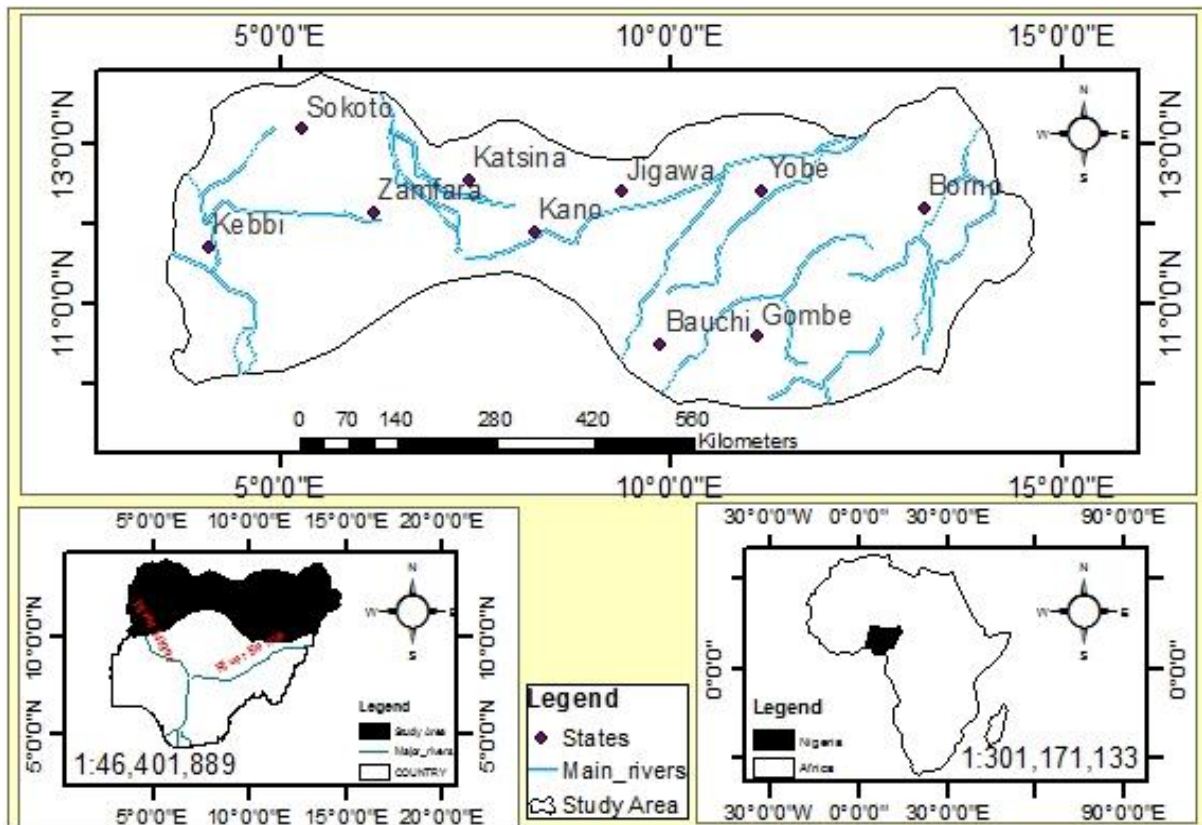 5°0'0"E 10°0'0"E 15°0'0"E
13°0'0"N
11°0'0"N
13°0'0"N
11°0'0"N
N
W E
S
Sokoto
Katsina
Jigawa
Yobe
Zamfara
Borno
Kano
Kebbi
Bauchi
Gombe
0 70 140 280 420 560
Kilometers
5°0'0"E 10°0'0"E 15°0'0"E
5°0'0"E 10°0'0"E 15°0'0"E 20°0'0"E
10°0'0"N
5°0'0"N
10°0'0"N
5°0'0"N
N
W E
S
Legend
Study Area
Major_rivers
COUNTRY
1:46,401,889
5°0'0"E 10°0'0"E 15°0'0"E 20°0'0"E
Legend
States
Main_rivers
Study Area
30°0'0"W 0°0'0" 30°0'0"E 90°0'0"E
0°0'0"
0°0'0"
N
W E
S
Legend
Nigeria
Africa
1:301,171,133
30°0'0"W 0°0'0" 30°0'0"E 90°0'0"E